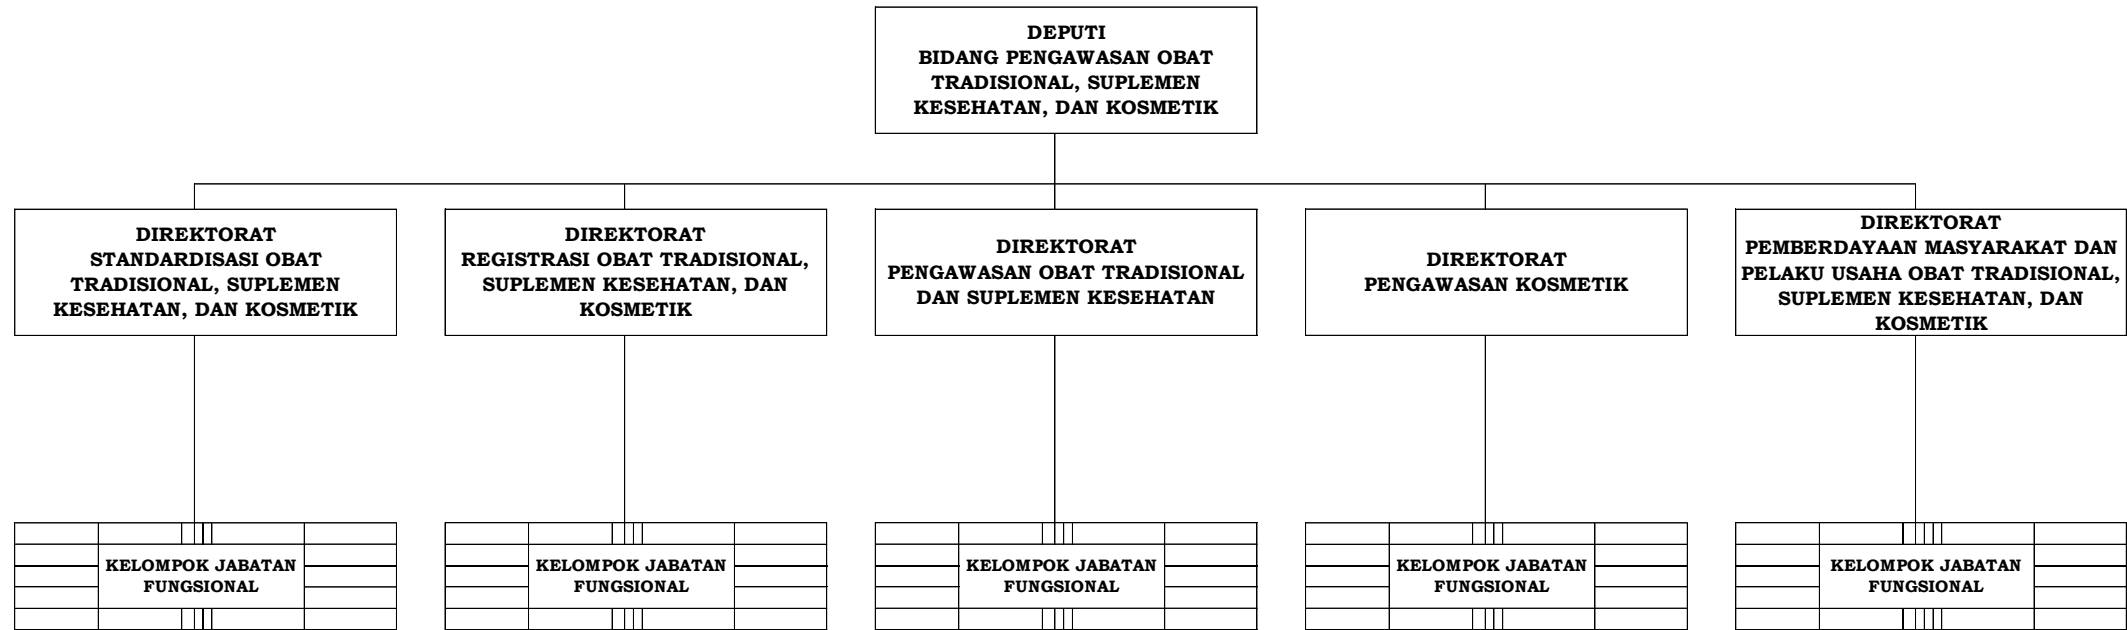 DEPUTI
BIDANG PENGAWASAN OBAT
TRADISIONAL, SUPLEMEN
KESEHATAN, DAN KOSMETIK
DIREKTORAT
STANDARDISASI OBAT
TRADISIONAL, SUPLEMEN
KESEHATAN, DAN KOSMETIK
DIREKTORAT
REGISTRASI OBAT TRADISIONAL,
SUPLEMEN KESEHATAN, DAN
KOSMETIK
DIREKTORAT
PENGAWASAN OBAT TRADISIONAL
DAN SUPLEMEN KESEHATAN
DIREKTORAT
PENGAWASAN KOSMETIK
DIREKTORAT
PEMBERDAYAAN MASYARAKAT DAN
PELAKU USAHA OBAT TRADISIONAL,
SUPLEMEN KESEHATAN, DAN
KOSMETIK
KELOMPOK JABATAN
FUNGSIONAL
KELOMPOK JABATAN
FUNGSIONAL
KELOMPOK JABATAN
FUNGSIONAL
KELOMPOK JABATAN
FUNGSIONAL
KELOMPOK JABATAN
FUNGSIONAL